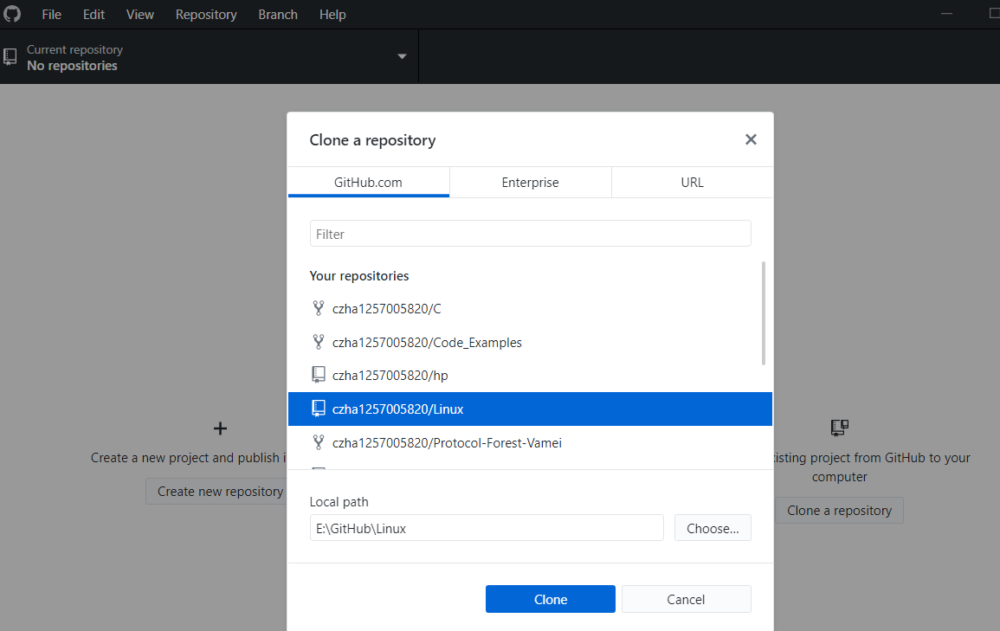 File Edit View Repository Branch Help
Current repository
No repositories
Clone a repository
GitHub.com Enterprise URL
Filter
Your repositories
czha1257005820/C
czha1257005820/Code_Examples
czha1257005820/hp
czha1257005820/Linux
czha1257005820/Protocol-Forest-Vamei
Create a new project and publish i
Create new repository
isting project from GitHub to your
computer
Clone a repository
Local path
E:\GitHub\Linux
Choose...
Clone Cancel